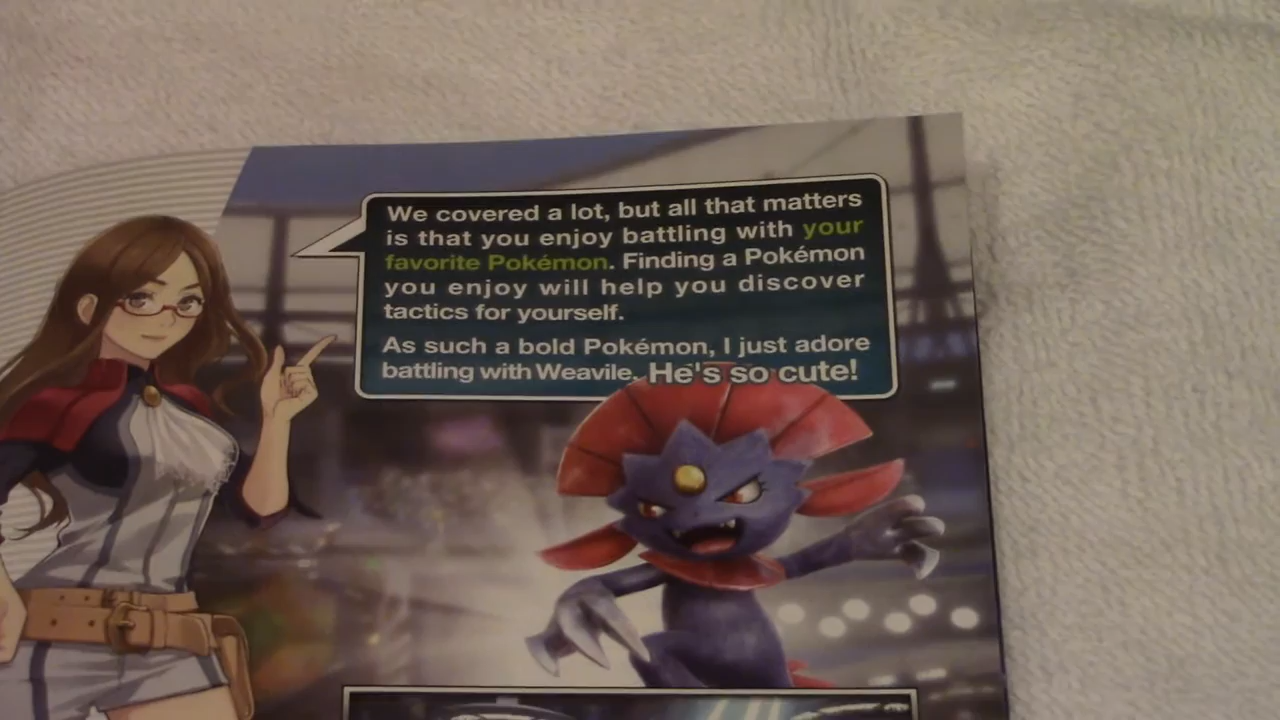 We covered a lot, but all that matters
is that you enjoy battling with your
favorite Pokémon. Finding a Pokémon
you enjoy will help you discover
tactics for yourself.
As such a bold Pokémon, I just adore
battling with Weavile. He's so cute!